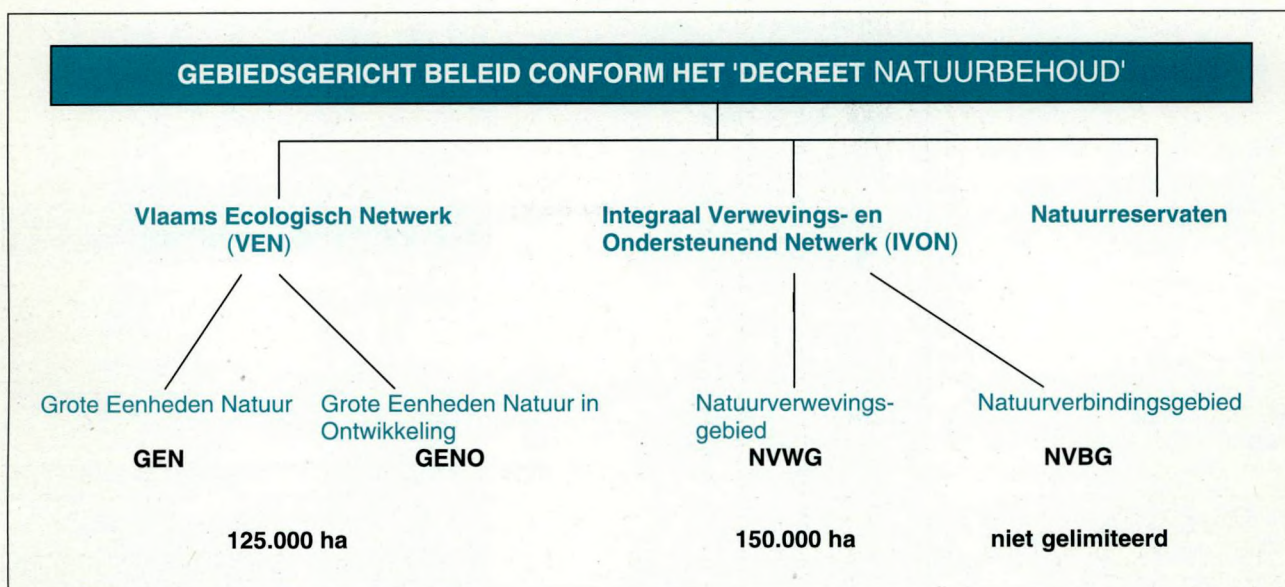 GEBIEDSGERICHT BELEID CONFORM HET 'DECREET NATUURBEHOUD'
Vlaams Ecologisch Netwerk
(VEN)
Integraal Verwevings- en
Ondersteunend Netwerk (IVON)
Natuurreservaten
Grote Eenheden Natuur
GEN
Grote Eenheden Natuur in
Ontwikkeling
GENO
Natuurverwevings-
gebied
NVWG
Natuurverbindingsgebied
NVBG
125.000 ha
150.000 ha
niet gelimiteerd